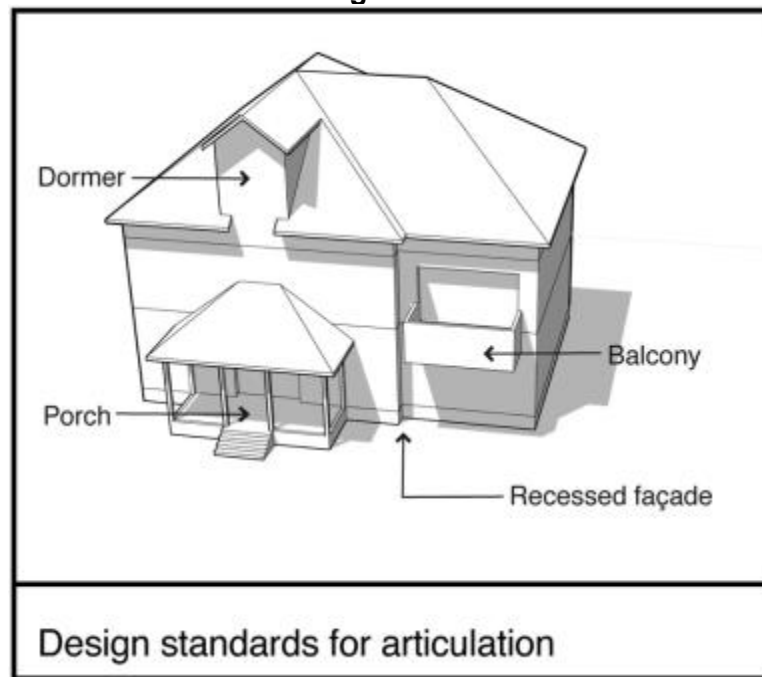 Dormer
Balcony
Porch
Recessed façade
Design standards for articulation